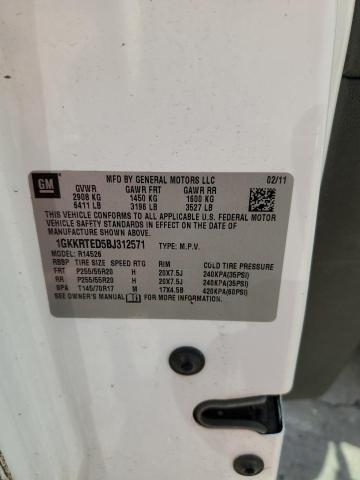 GM
MFD BY GENERAL MOTORS LLC 02/11
GVWR GAWR FRT GAWR RR
2908 KG 1450 KG 1600 KG
6411 LB 3196 LB 3527 LB
THIS VEHICLE CONFORMS TO ALL APPLICABLE U.S. FEDERAL MOTOR
VEHICLE SAFETY STANDARDS IN EFFECT ON THE DATE OF
MANUFACTURE SHOWN ABOVE.
1GKKRTED5BJ312571 TYPE: M.P.V.
MODEL: R14526
RBBP TIRE SIZE SPEED RTG RIM COLD TIRE PRESSURE
FRT P255/55R20 H 20X7.5J 240KPA(35PSI)
RR P255/55R20 H 20X7.5J 240KPA(35PSI)
SPA T145/70R17 M 17X4.5B 420KPA(60PSI)
SEE OWNER'S MANUAL FOR MORE INFORMATION